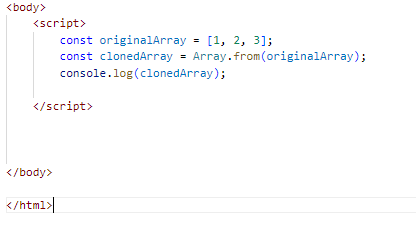 <body>
<script>
const originalArray = [1, 2, 3];
const clonedArray = Array.from(originalArray);
console.log(clonedArray);
</script>
</body>
</html>